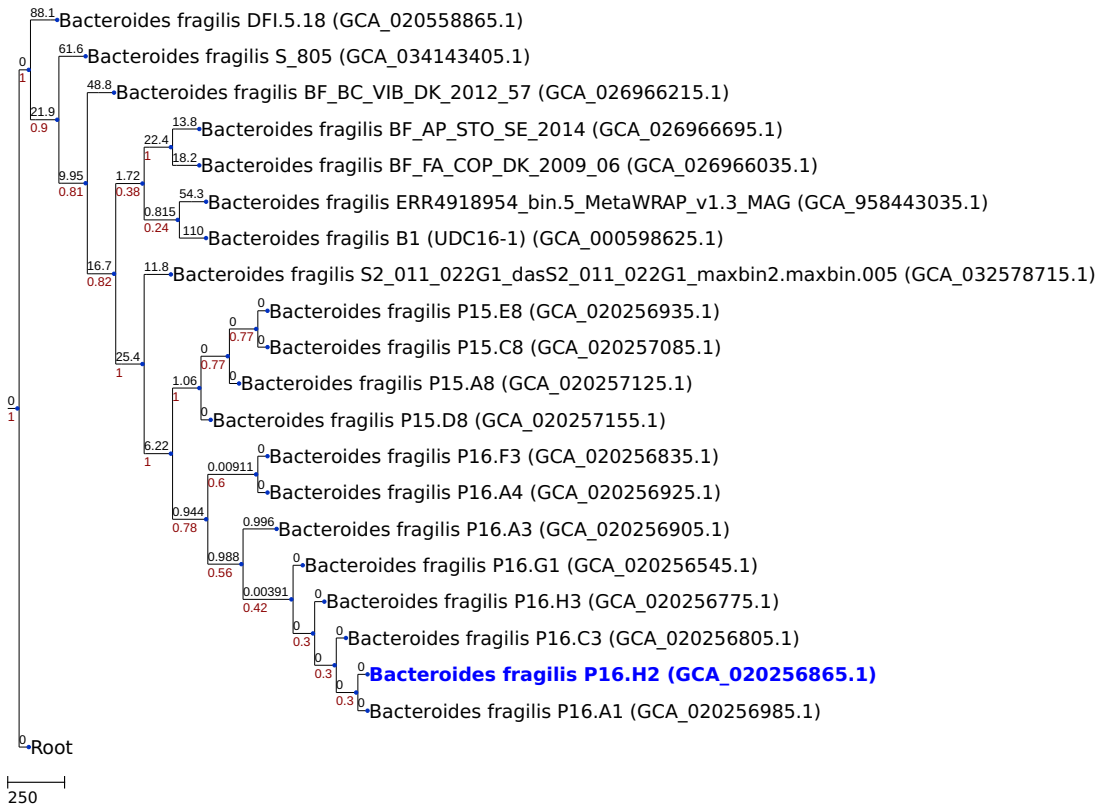 88.1 Bacteroides fragilis DFI.5.18 (GCA_020558865.1)
61.6 Bacteroides fragilis S_805 (GCA_034143405.1)
0
1
48.8 Bacteroides fragilis BF_BC_VIB_DK_2012_57 (GCA_026966215.1)
21.9
0.9
13.8 Bacteroides fragilis BF_AP_STO_SE_2014 (GCA_026966695.1)
22.4
1
18.2 Bacteroides fragilis BF_FA_COP_DK_2009_06 (GCA_026966035.1)
9.95
0.81
1.72
0.38
54.3 Bacteroides fragilis ERR4918954_bin.5_MetaWRAP_v1.3_MAG (GCA_958443035.1)
0.815
0.24
110 Bacteroides fragilis B1 (UDC16-1) (GCA_000598625.1)
16.7
0.82
11.8 Bacteroides fragilis S2_011_022G1_dasS2_011_022G1_maxbin2.maxbin.005 (GCA_032578715.1)
0 Bacteroides fragilis P15.E8 (GCA_020256935.1)
0
0.77
0 Bacteroides fragilis P15.C8 (GCA_020257085.1)
25.4
1
0
0.77
0 Bacteroides fragilis P15.A8 (GCA_020257125.1)
1.06
1
0
1
0 Bacteroides fragilis P15.D8 (GCA_020257155.1)
6.22
1
0 Bacteroides fragilis P16.F3 (GCA_020256835.1)
0.00911
0.6
0 Bacteroides fragilis P16.A4 (GCA_020256925.1)
0.944
0.78
0.996 Bacteroides fragilis P16.A3 (GCA_020256905.1)
0.988
0.56
0 Bacteroides fragilis P16.G1 (GCA_020256545.1)
0.00391
0.42
0 Bacteroides fragilis P16.H3 (GCA_020256775.1)
0
0.3
0 Bacteroides fragilis P16.C3 (GCA_020256805.1)
0
0.3
0 Bacteroides fragilis P16.H2 (GCA_020256865.1)
0
0.3
0 Bacteroides fragilis P16.A1 (GCA_020256985.1)
0 Root
250